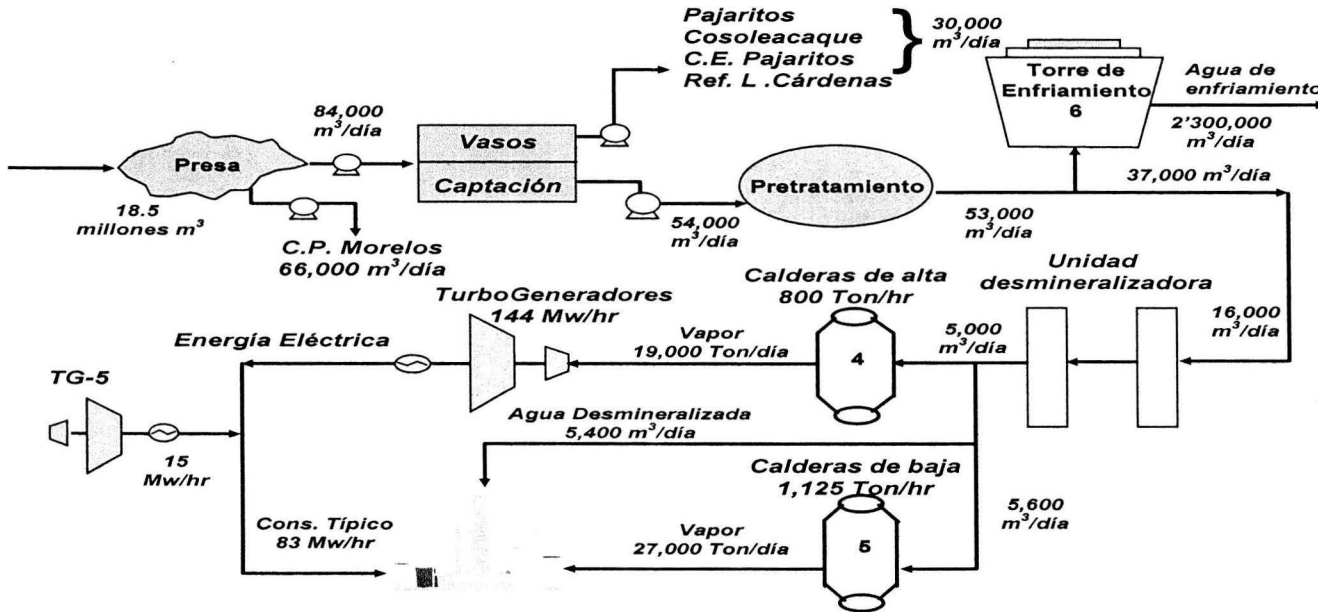 Pajaritos
Cosoleacaque
C.E. Pajaritos
Ref. L .Cárdenas
30,000
m³/día
Torre de
Enfriamiento
6
Agua de
enfriamiento
2'300,000
m³/día
84,000
m³/día
Presa
18.5
millones m³
Vasos
Captación
C.P. Morelos
66,000 m³/día
54,000
m³/día
Pretratamiento
53,000
m³/día
37,000 m³/día
Unidad
desmineralizadora
16,000
m³/día
5,000
m³/día
Calderas de alta
800 Ton/hr
4
Vapor
19,000 Ton/día
TurboGeneradores
144 Mw/hr
Energía Eléctrica
TG-5
15
Mw/hr
Agua Desmineralizada
5,400 m³/día
Calderas de baja
1,125 Ton/hr
5
5,600
m³/día
Vapor
27,000 Ton/día
Cons. Típico
83 Mw/hr